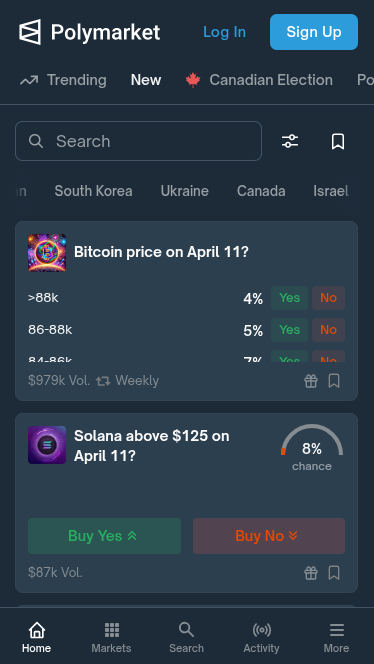 Polymarket
Log In
Sign Up
Trending
New
Canadian Election
Po
Search
South Korea
Ukraine
Canada
Israel
Bitcoin price on April 11?
>88k
4%
Yes
No
86-88k
5%
Yes
No
84-86k
7%
Yes
No
$979k Vol.
Weekly
Solana above $125 on
April 11?
8%
chance
Buy Yes
Buy No
$87k Vol.
Home
Markets
Search
Activity
More